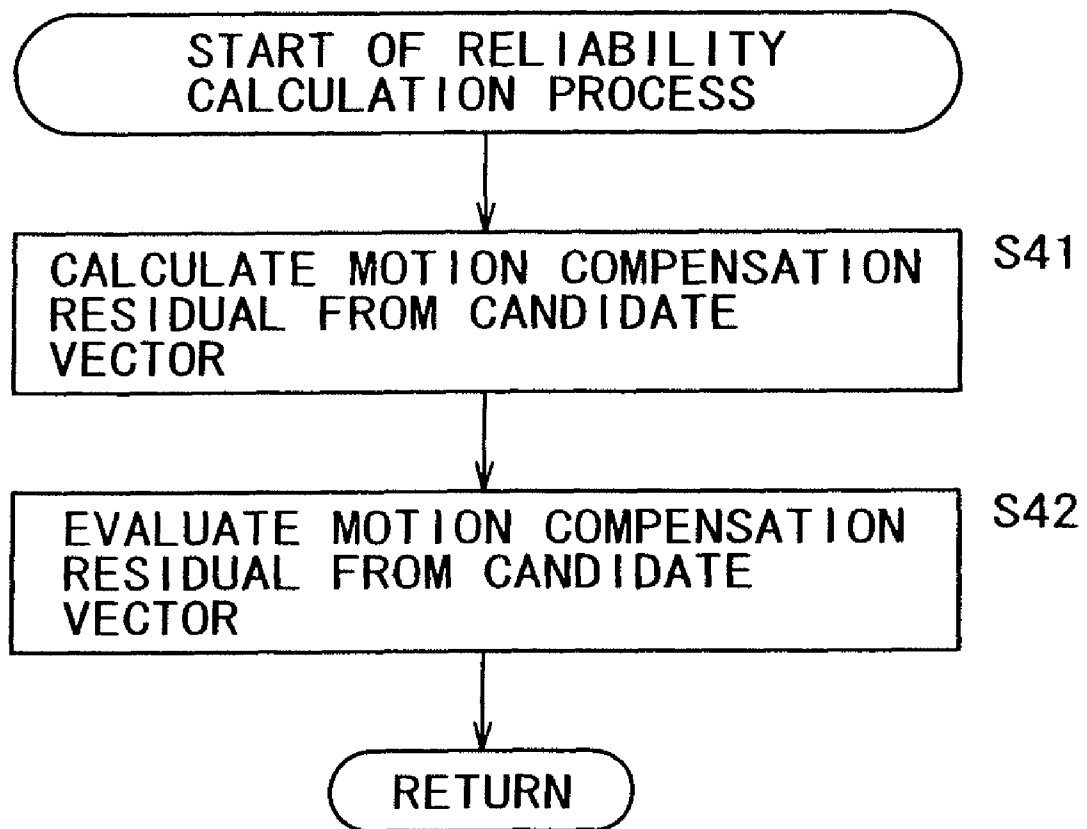 START OF RELIABILITY
CALCULATION PROCESS
CALCULATE MOTION COMPENSATION
RESIDUAL FROM CANDIDATE
VECTOR
S41
EVALUATE MOTION COMPENSATION
RESIDUAL FROM CANDIDATE
VECTOR
S42
RETURN